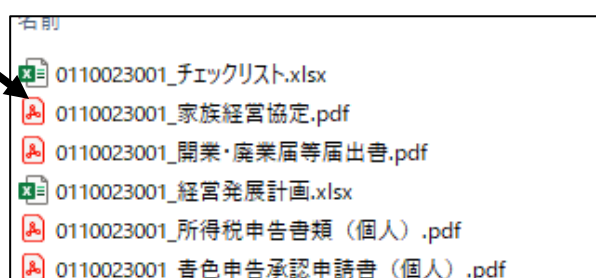 名前
0110023001_チェックリスト.xlsx
0110023001_家族経営協定.pdf
0110023001_開業・廃業届等届出書.pdf
0110023001_経営発展計画.xlsx
0110023001_所得税申告書類（個人）.pdf
0110023001_青色申告承認申請書（個人）.pdf